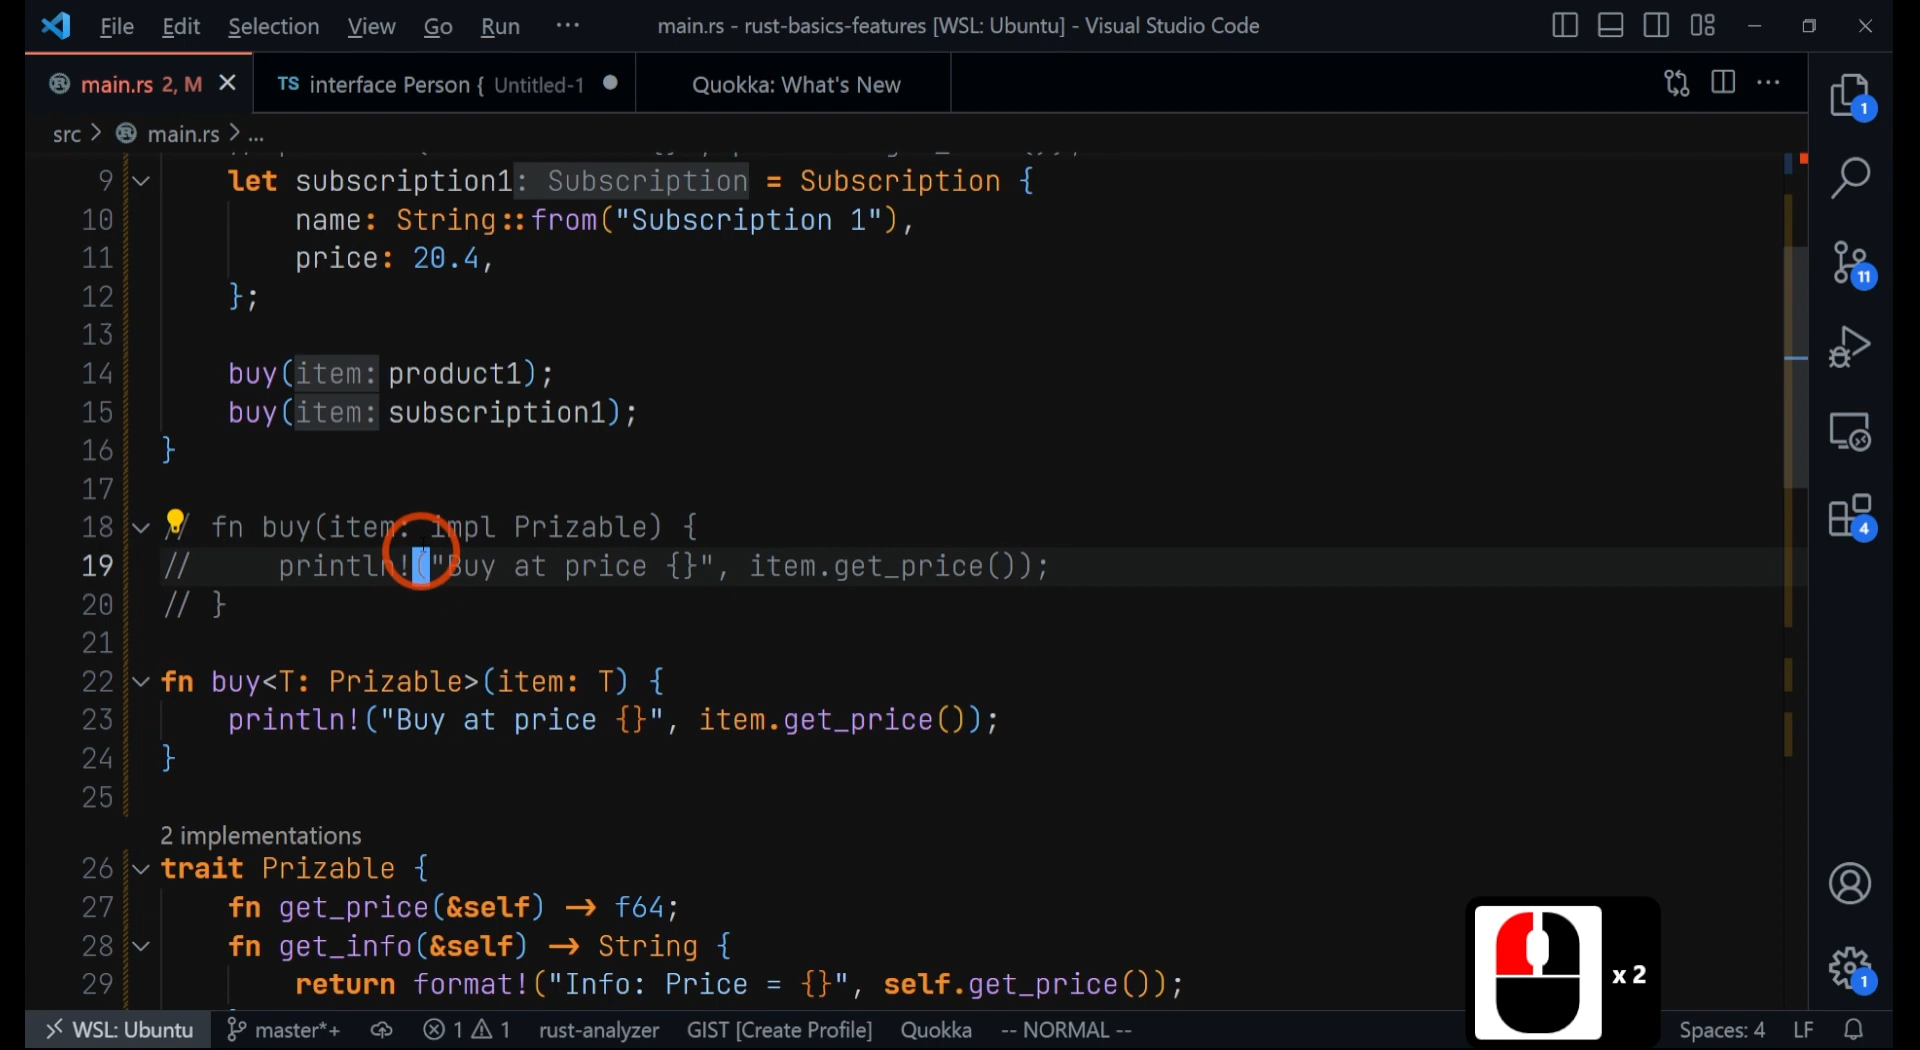 File Edit Selection View Go Run ··· main.rs - rust-basics-features [WSL: Ubuntu] - Visual Studio Code
main.rs 2, M TS interface Person { Untitled-1 Quokka: What's New
src > main.rs > ...
9 let subscription1: Subscription = Subscription {
10 name: String::from("Subscription 1"),
11 price: 20.4,
12 };
13
14 buy(item: product1);
15 buy(item: subscription1);
16 }
17
18 // fn buy(item: impl Prizable) {
19 // println!("Buy at price {}", item.get_price());
20 // }
21
22 fn buy<T: Prizable>(item: T) {
23 println!("Buy at price {}", item.get_price());
24 }
25
2 implementations
26 trait Prizable {
27 fn get_price(&self) → f64;
28 fn get_info(&self) → String {
29 return format!("Info: Price = {}", self.get_price());
1
11
4
1
x 2
WSL: Ubuntu master*+ 1 1 rust-analyzer GIST [Create Profile] Quokka -- NORMAL -- Spaces: 4 LF